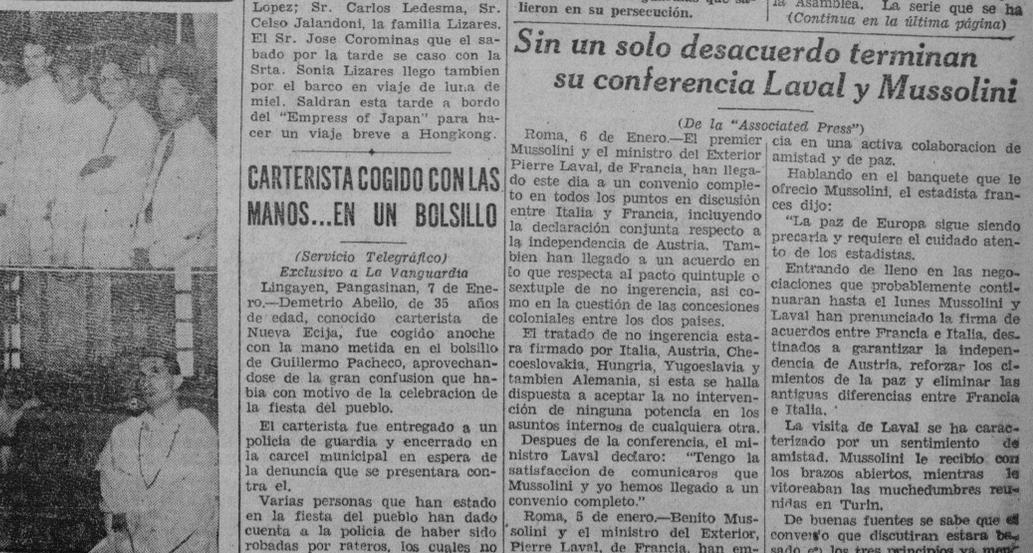 Lopez; Sr. Carlos Ledesma, Sr.
Celso Jalandoni, la familia Lizares.
El Sr. Jose Corominas que el sa-
bado por la tarde se caso con la
Srta. Sonia Lizares llego tambien
por el barco en viaje de luna de
miel. Saldran esta tarde a bordo
del "Empress of Japan" para ha-
cer un viaje breve a Hongkong.
CARTERISTA COGIDO CON LAS
MANOS...EN UN BOLSILLO
(Servicio Telegráfico)
Exclusivo a La Vanguardia
Lingayen, Pangasinan, 7 de Ene-
ro.—Demetrio Abello, de 35 años
de edad, conocido carterista de
Nueva Ecija, fue cogido anoche
con la mano metida en el bolsillo
de Guillermo Pacheco, aprovechan-
dose de la gran confusion que ha-
bia con motivo de la celebracion de
la fiesta del pueblo.
El carterista fue entregado a un
policia de guardia y encerrado en
la carcel municipal en espera de
la denuncia que se presentara con-
tra el.
Varias personas que han estado
en la fiesta del pueblo han dado
cuenta a la policia de haber sido
robadas por rateros, los cuales no
lieron en su persecución.
la Asamblea. La serie que se ha
(Continua en la última página)
Sin un solo desacuerdo terminan
su conferencia Laval y Mussolini
(De la "Associated Press")
Roma, 6 de Enero.—El premier
Mussolini y el ministro del Exterior
Pierre Laval, de Francia, han llega-
do este dia a un convenio comple-
to en todos los puntos en discusión
entre Italia y Francia, incluyendo
la declaración conjunta respecto a
la independencia de Austria. Tam-
bien han llegado a un acuerdo en
lo que respecta al pacto quintuple o
sextuple de no ingerencia, asi co-
mo en la cuestión de las concesiones
coloniales entre los dos países.
El tratado de no ingerencia esta-
ra firmado por Italia, Austria, Che-
coeslovakia, Hungria, Yugoeslavia y
tambien Alemania, si esta se halla
dispuesta a aceptar la no interven-
ción de ninguna potencia en los
asuntos internos de cualquiera otra.
Despues de la conferencia, el mi-
nistro Laval declaro: "Tengo la
satisfaccion de comunicaros que
Mussolini y yo hemos llegado a un
convenio completo."
Roma, 5 de enero.—Benito Mus-
solini y el ministro del Exterior,
Pierre Laval, de Francia, han em-
cia en una activa colaboracion de
amistad y de paz.
Hablando en el banquete que le
ofrecio Mussolini, el estadista fran-
ces dijo:
"La paz de Europa sigue siendo
precaria y requiere el cuidado aten-
to de los estadistas.
Entrando de lleno en las nego-
ciaciones que probablemente conti-
nuaran hasta el lunes Mussolini y
Laval han prenunciado la firma de
acuerdos entre Francia e Italia, des-
tinados a garantizar la indepen-
dencia de Austria, reforzar los ci-
mientos de la paz y eliminar las
antiguas diferencias entre Francia
e Italia.
La visita de Laval se ha carac-
terizado por un sentimiento de
amistad. Mussolini le recibio con
los brazos abiertos, mientras le
vitoreaban las muchedumbres reu-
nidas en Turin.
De buenas fuentes se sabe que el
convenio que discutiran estara ba-
sado en los tres principios